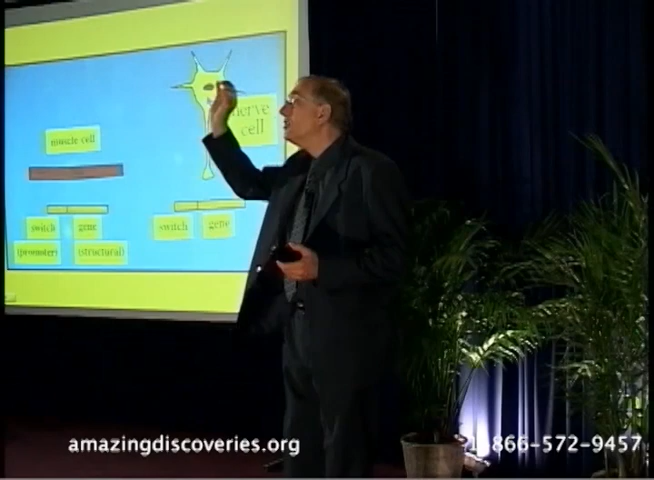 nerve
cell
muscle cell
switch gene
switch gene
(promoter) (structural)
amazingdiscoveries.org
1-866-572-9457